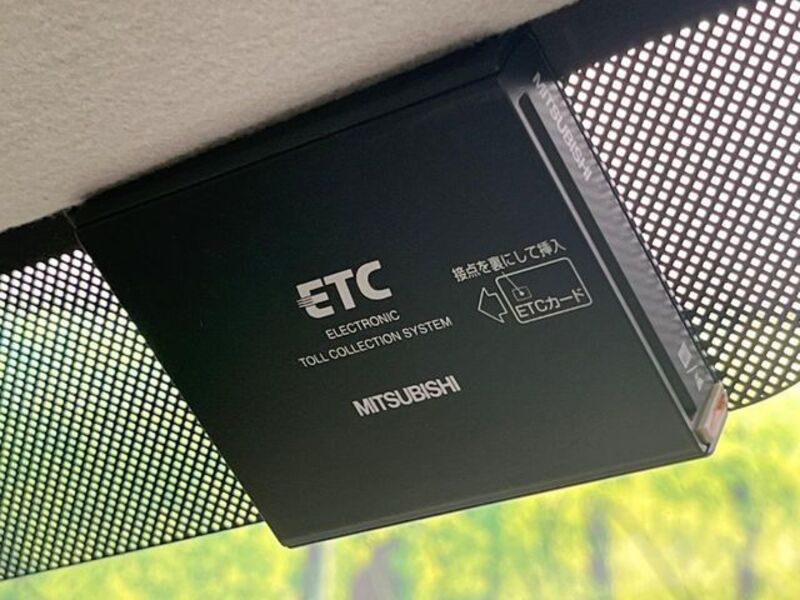 MITSUBISHI
ETC
ELECTRONIC
TOLL COLLECTION SYSTEM
接点を裏にして挿入
ETCカード
MITSUBISHI